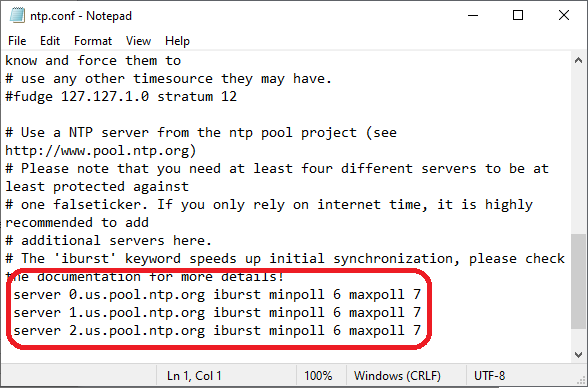 ntp.conf - Notepad
File Edit Format View Help
know and force them to
# use any other timesource they may have.
#fudge 127.127.1.0 stratum 12
# Use a NTP server from the ntp pool project (see
http://www.pool.ntp.org)
# Please note that you need at least four different servers to be at
least protected against
# one falseticker. If you only rely on internet time, it is highly
recommended to add
# additional servers here.
# The 'iburst' keyword speeds up initial synchronization, please check
the documentation for more details!
server 0.us.pool.ntp.org iburst minpoll 6 maxpoll 7
server 1.us.pool.ntp.org iburst minpoll 6 maxpoll 7
server 2.us.pool.ntp.org iburst minpoll 6 maxpoll 7
Ln 1, Col 1 100% Windows (CRLF) UTF-8